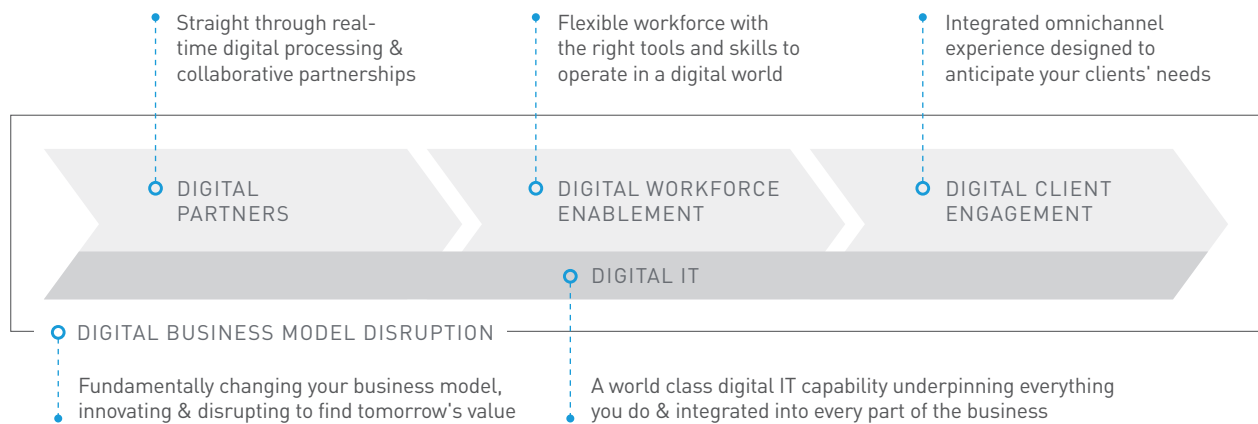 Straight through real-
time digital processing &
collaborative partnerships
Flexible workforce with
the right tools and skills to
operate in a digital world
Integrated omnichannel
experience designed to
anticipate your clients' needs
DIGITAL
PARTNERS
DIGITAL WORKFORCE
ENABLEMENT
DIGITAL CLIENT
ENGAGEMENT
DIGITAL IT
DIGITAL BUSINESS MODEL DISRUPTION
Fundamentally changing your business model,
innovating & disrupting to find tomorrow's value
A world class digital IT capability underpinning everything
you do & integrated into every part of the business